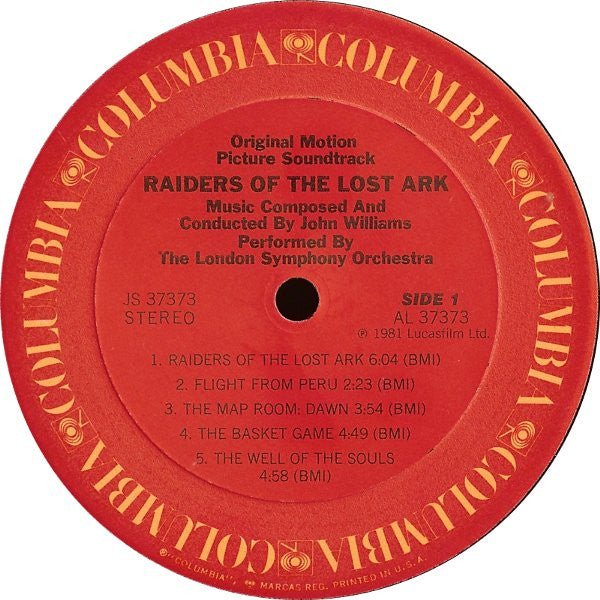 COLUMBIA COLUMBIA COLUMBIA COLUMBIA COLUMBIA COLUMBIA
Original Motion
Picture Soundtrack
RAIDERS OF THE LOST ARK
Music Composed And
Conducted By John Williams
Performed By
The London Symphony Orchestra
JS 37373
STEREO
SIDE 1
AL 37373
℗ 1981 Lucasfilm Ltd.
1. RAIDERS OF THE LOST ARK 6:04 (BMI)
2. FLIGHT FROM PERU 2:23 (BMI)
3. THE MAP ROOM: DAWN 3:54 (BMI)
4. THE BASKET GAME 4:49 (BMI)
5. THE WELL OF THE SOULS
4:58 (BMI)
®"COLUMBIA", MARCAS REG. PRINTED IN U.S.A.